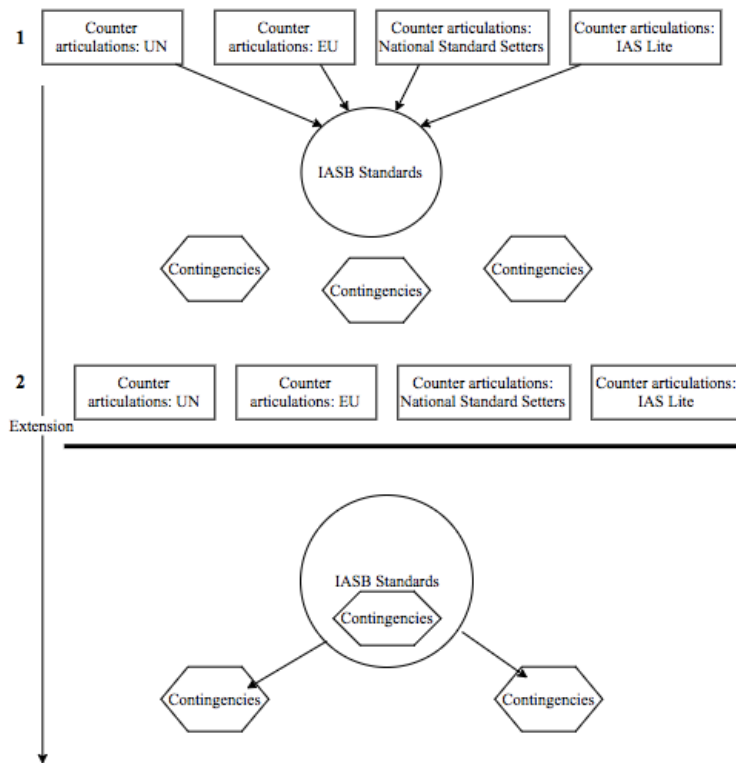 1
Counter
articulations: UN
Counter
articulations: EU
Counter articulations:
National Standard Setters
Counter articulations:
IAS Lite
IASB Standards
Contingencies
Contingencies
Contingencies
2
Counter
articulations: UN
Counter
articulations: EU
Counter articulations:
National Standard Setters
Counter articulations:
IAS Lite
Extension
IASB Standards
Contingencies
Contingencies
Contingencies